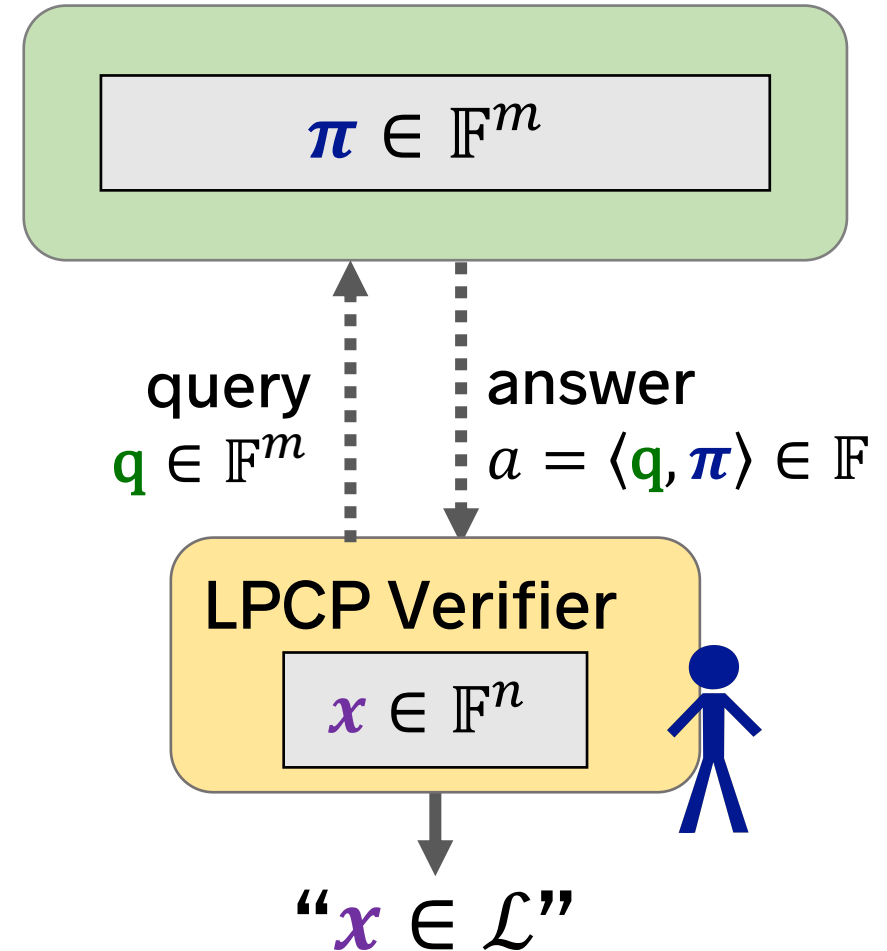 π ∈ 𝔽^m
query
q ∈ 𝔽^m
answer
a = ⟨q, π⟩ ∈ 𝔽
LPCP Verifier
x ∈ 𝔽^n
“x ∈ ℒ”